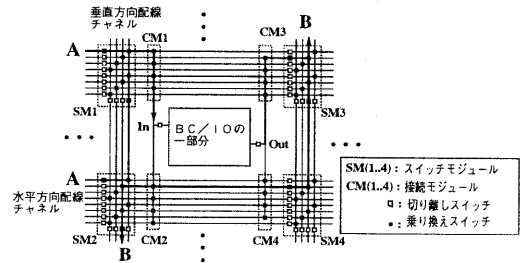 垂直方向配線
チャネル
CM1
CM3
B
A
SM1
In
BC／IOの
一部分
Out
SM3
A
水平方向配線
チャネル
SM2
CM2
CM4
SM4
B
SM(1..4)：スイッチモジュール
CM(1..4)：接続モジュール
：切り離しスイッチ
：乗り換えスイッチ